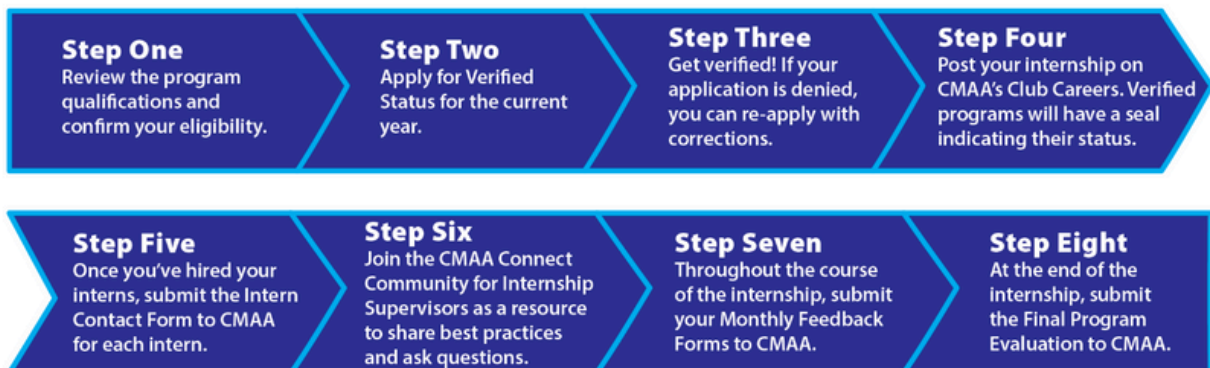 Step One
Review the program
qualifications and
confirm your eligibility.
Step Two
Apply for Verified
Status for the current
year.
Step Three
Get verified! If your
application is denied,
you can re-apply with
corrections.
Step Four
Post your internship on
CMAA's Club Careers. Verified
programs will have a seal
indicating their status.
Step Five
Once you've hired your
interns, submit the Intern
Contact Form to CMAA
for each intern.
Step Six
Join the CMAA Connect
Community for Internship
Supervisors as a resource
to share best practices
and ask questions.
Step Seven
Throughout the course
of the internship, submit
your Monthly Feedback
Forms to CMAA.
Step Eight
At the end of the
internship, submit
the Final Program
Evaluation to CMAA.